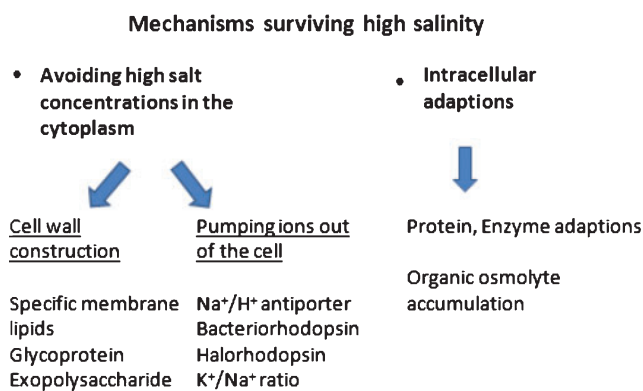 Mechanisms surviving high salinity
• Avoiding high salt
concentrations in the
cytoplasm
• Intracellular
adaptions
Cell wall
construction
Specific membrane
lipids
Glycoprotein
Exopolysaccharide
Pumping ions out
of the cell
Na⁺/H⁺ antiporter
Bacteriorhodopsin
Halorhodopsin
K⁺/Na⁺ ratio
Protein, Enzyme adaptions
Organic osmolyte
accumulation